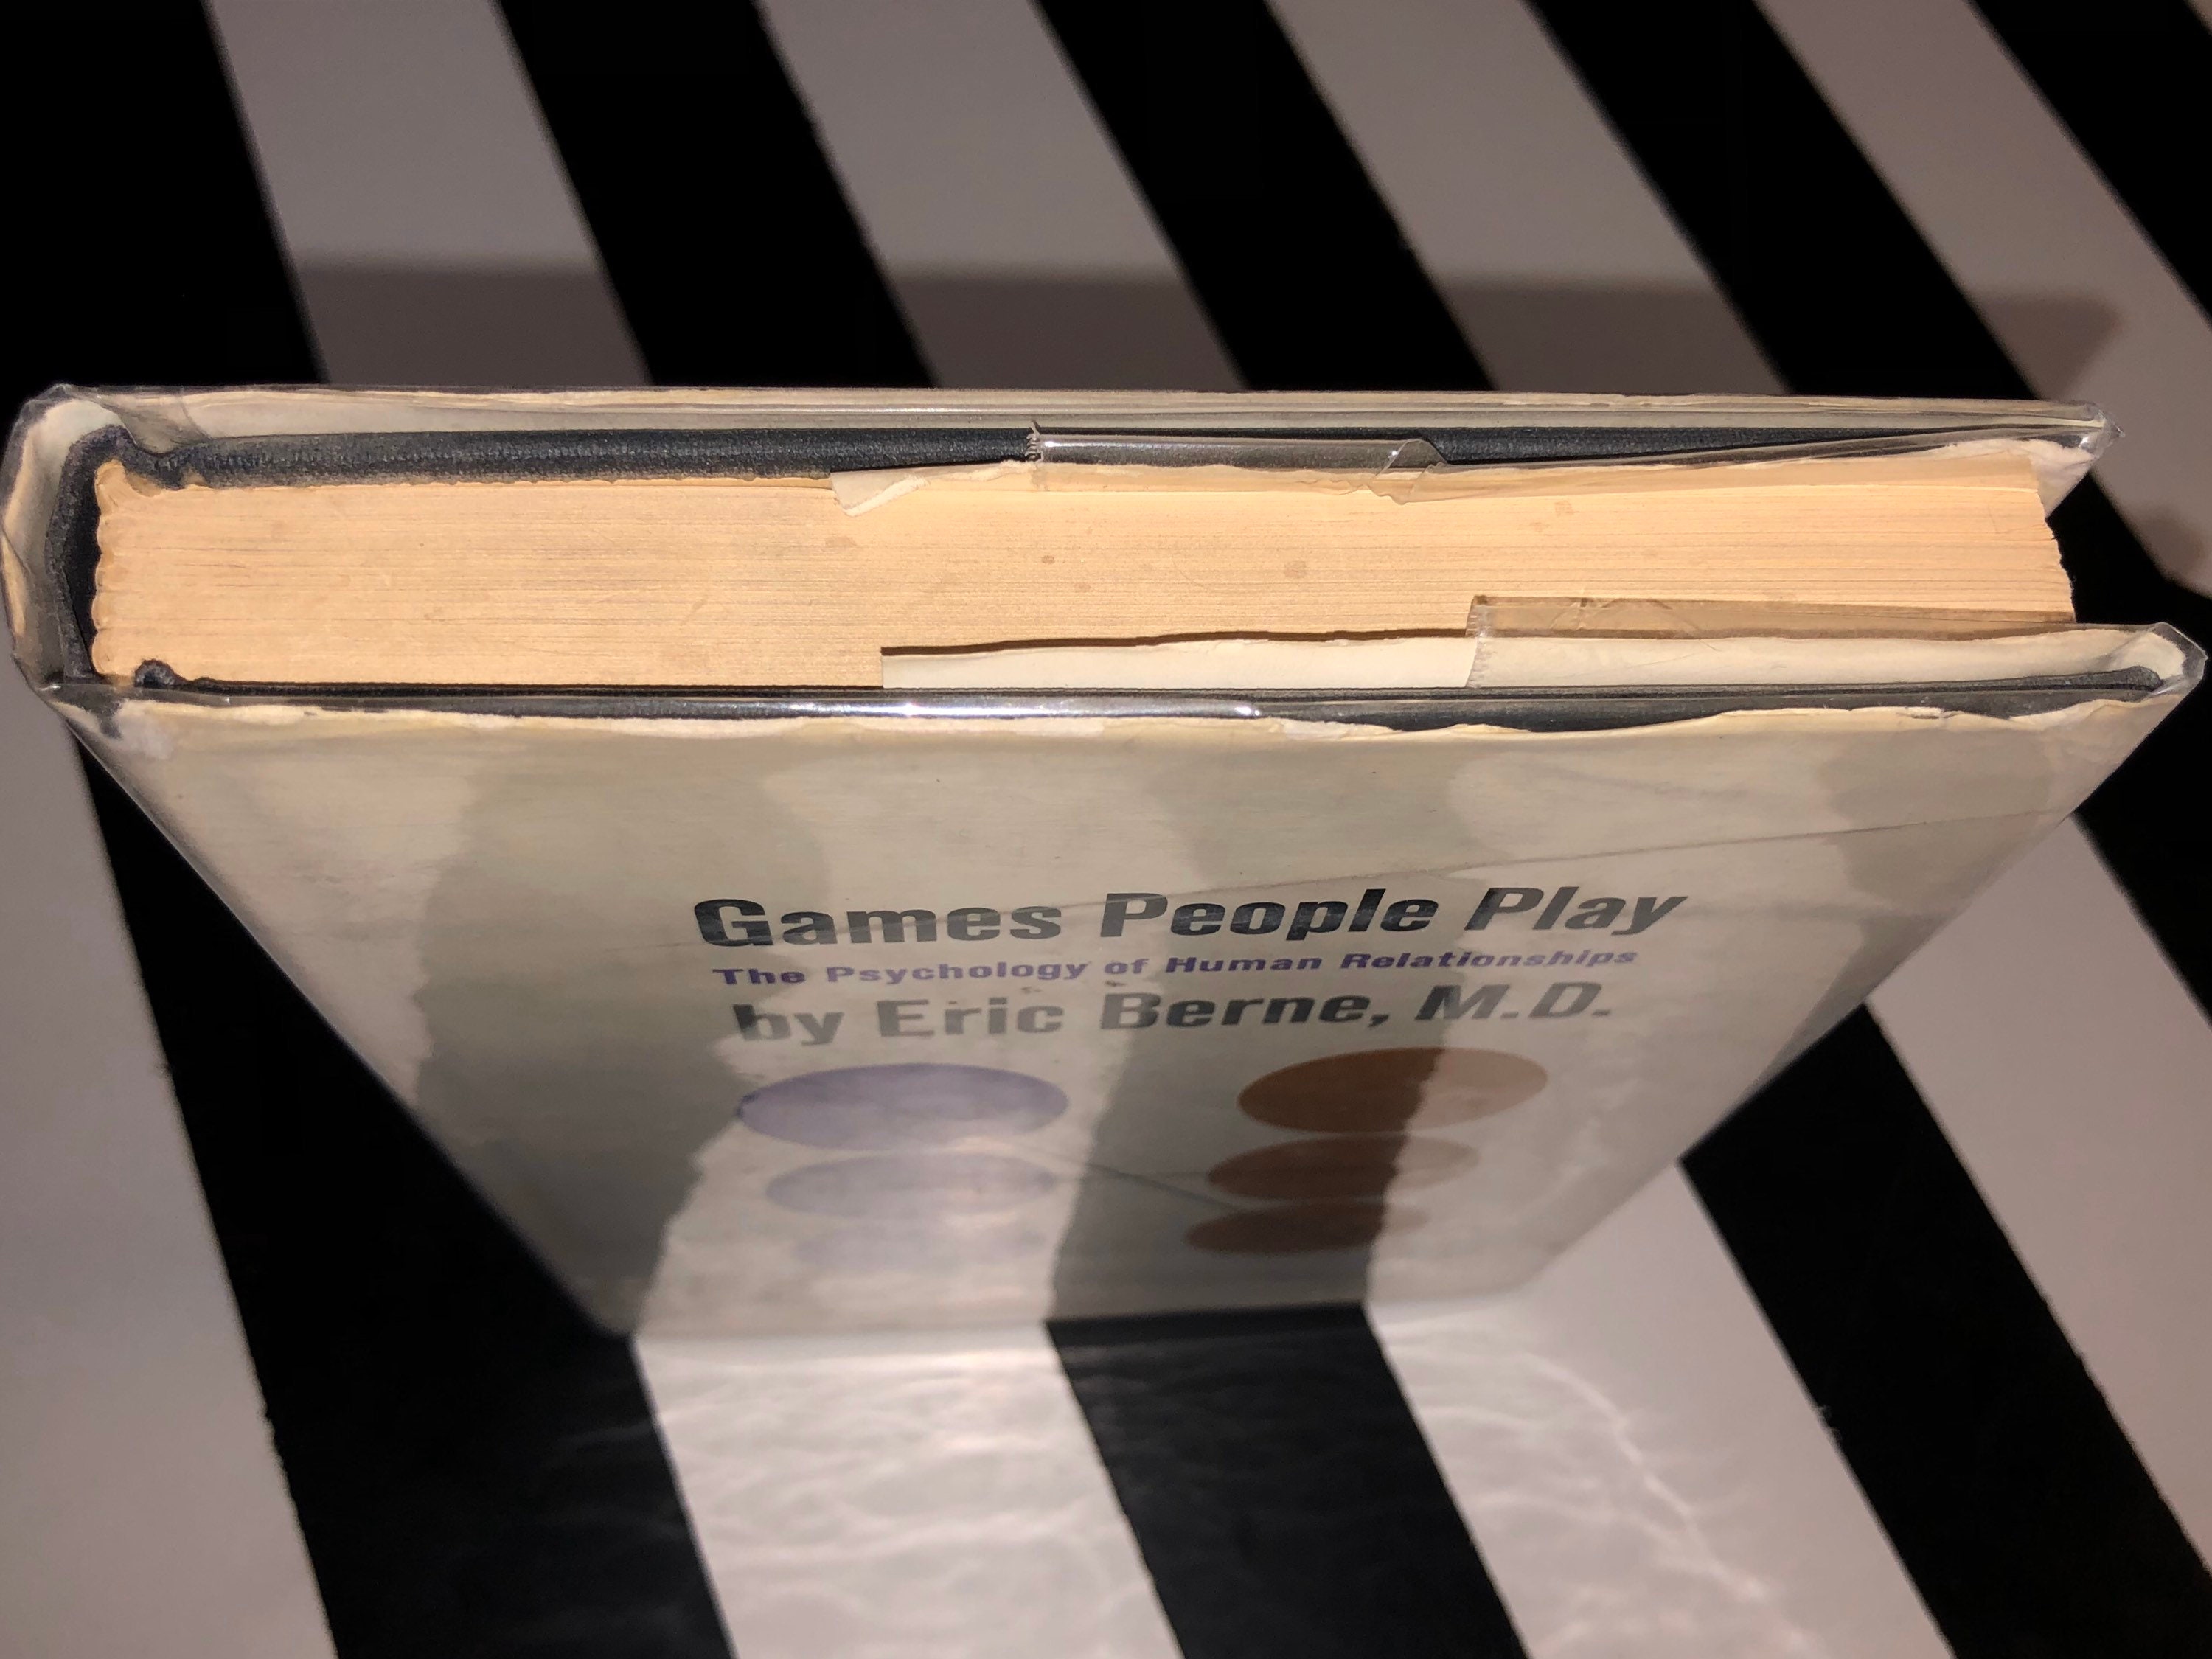 Games People Play
The Psychology of Human Relationships
by Eric Berne, M.D.